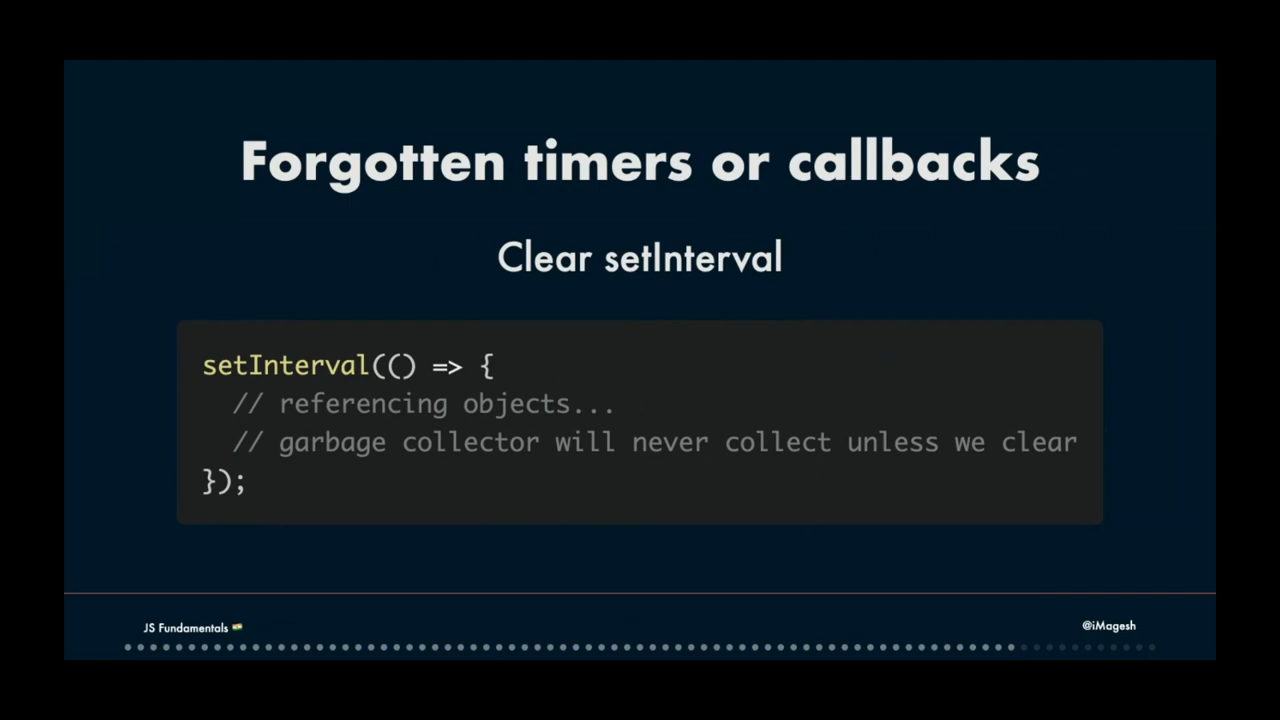 Forgotten timers or callbacks
Clear setInterval
setInterval(() => {
  // referencing objects...
  // garbage collector will never collect unless we clear
});
JS Fundamentals 🇮🇳
@iMagesh